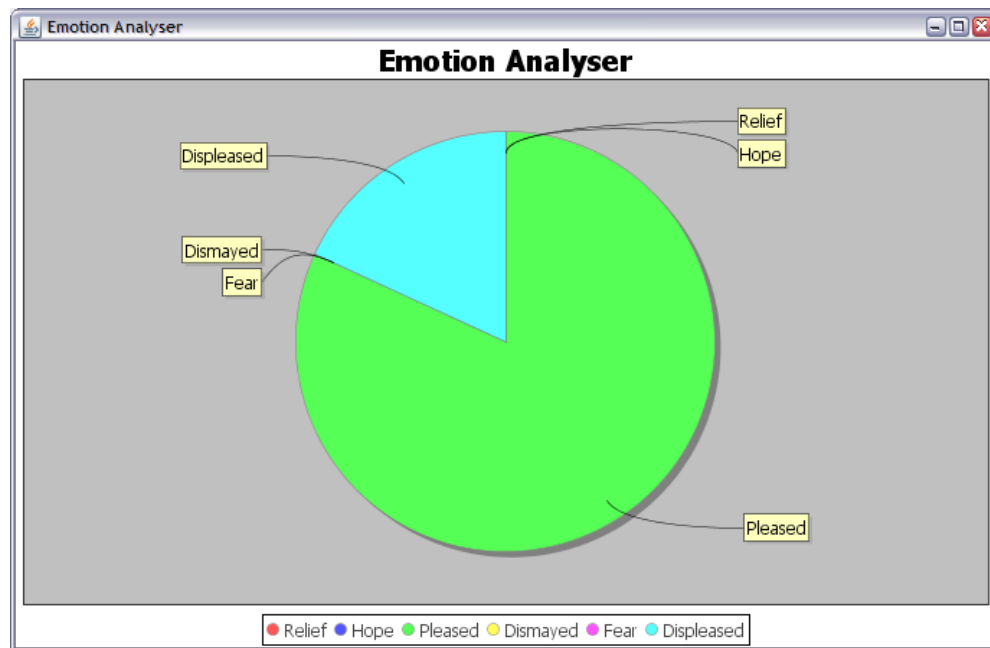 Emotion Analyser
Emotion Analyser
Relief
Displeased
Hope
Dismayed
Fear
Pleased
Relief Hope Pleased Dismayed Fear Displeased